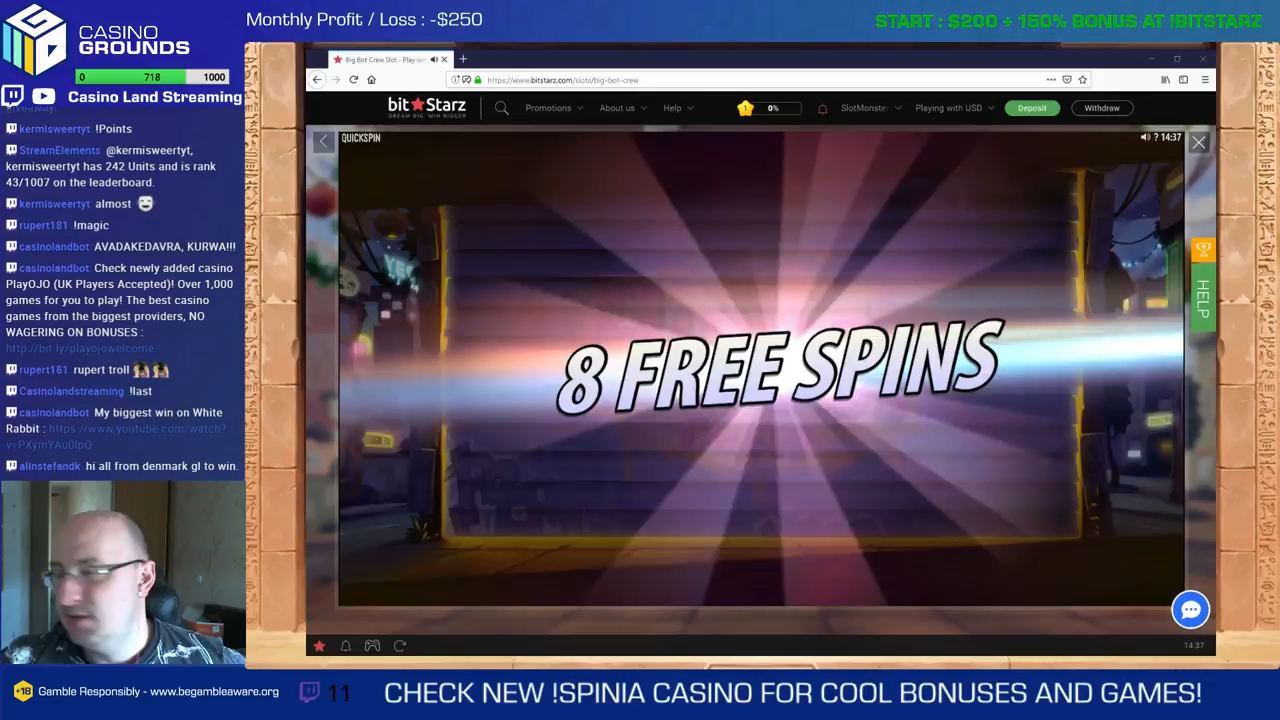 Monthly Profit / Loss : -$250
START : $200 + 150% BONUS AT !BITSTARZ
CASINO
GROUNDS
0 718 1000
Casino Land Streaming
giveaway
kermisweertyt !Points
StreamElements @kermisweertyt,
kermisweertyt has 242 Units and is rank
43/1007 on the leaderboard.
kermisweertyt almost
rupert181 !magic
casinolandbot AVADAKEDAVRA, KURWA!!!
casinolandbot Check newly added casino
PlayOJO (UK Players Accepted)! Over 1,000
games for you to play! The best casino
games from the biggest providers, NO
WAGERING ON BONUSES :
http://bit.ly/playojowelcome
rupert181 rupert troll
Casinolandstreaming !last
casinolandbot My biggest win on White
Rabbit : https://www.youtube.com/watch?
v=PXymYAu0lpQ
allnstefandk hi all from denmark gl to win.
Big Bot Crew Slot - Play
https://www.bitstarz.com/slots/big-bot-crew
bit Starz
DREAM BIG. WIN BIGGER
Promotions
About us
Help
1
0%
SlotMonste
Playing with USD
Deposit
Withdraw
QUICKSPIN
? 14:37
8 FREE SPINS
HELP
14:37
+18 Gamble Responsibly - www.begambleaware.org
11
CHECK NEW !SPINIA CASINO FOR COOL BONUSES AND GAMES!